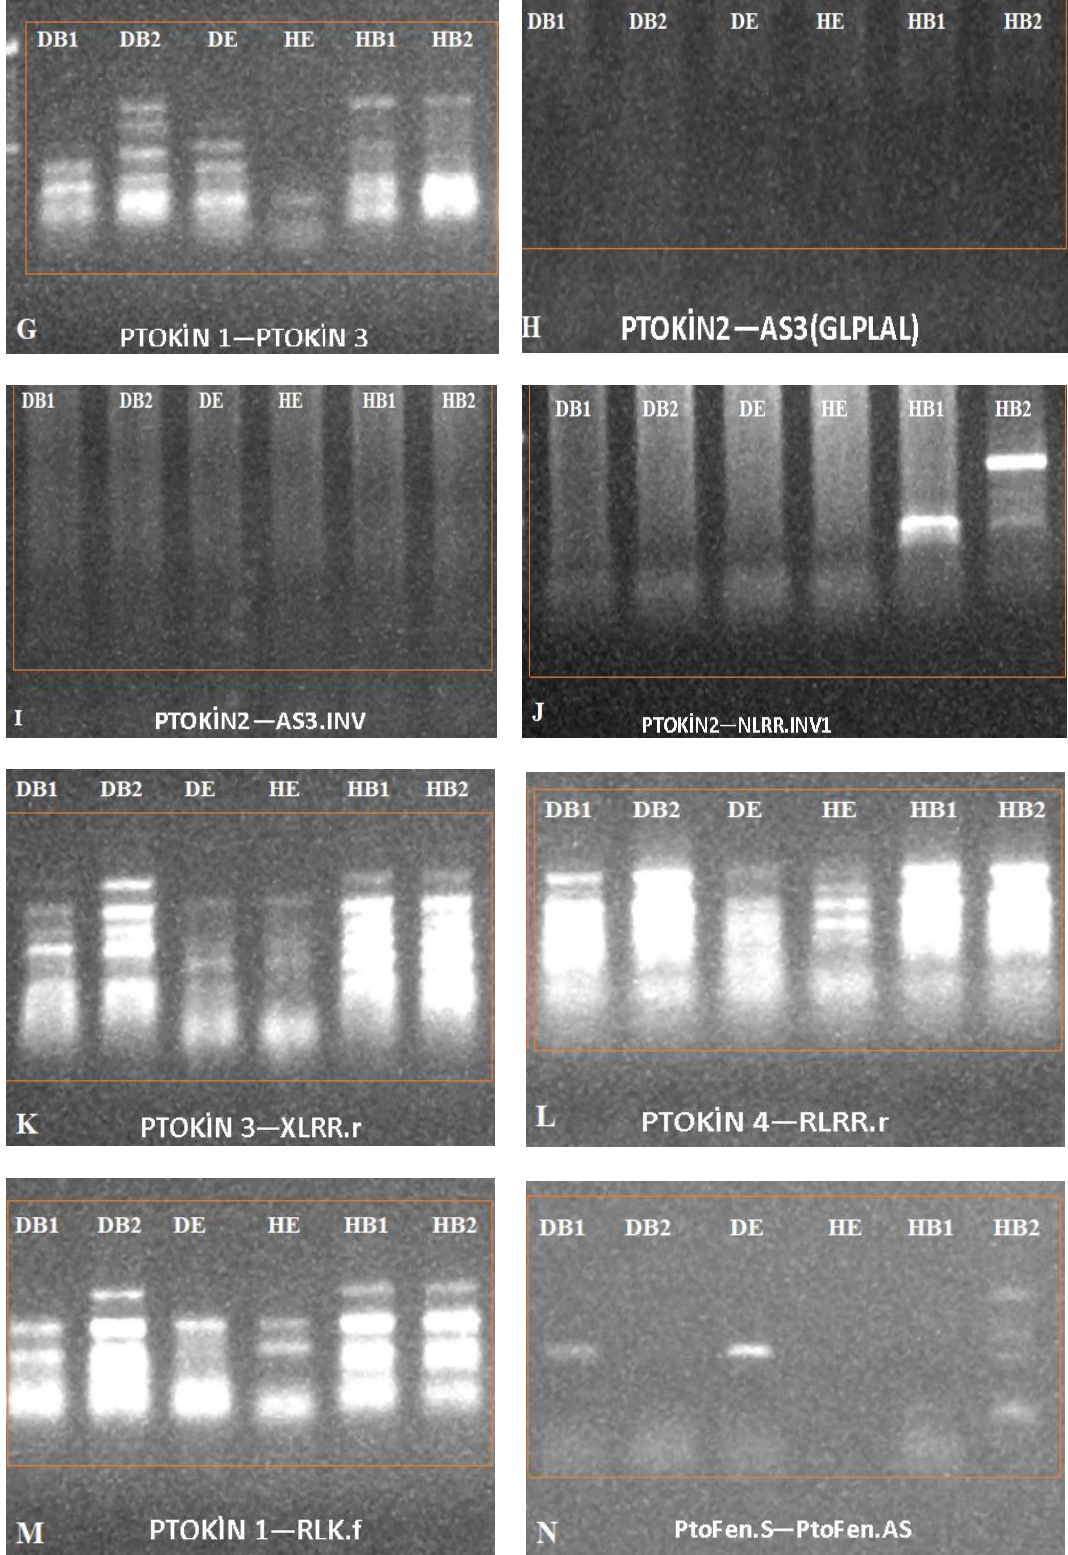 DB1 DB2 DE HE HB1 HB2
G PTOKİN 1—PTOKİN 3
DB1 DB2 DE HE HB1 HB2
H PTOKİN2—AS3(GLPLAL)
DB1 DB2 DE HE HB1 HB2
I PTOKİN2—AS3.INV
DB1 DB2 DE HE HB1 HB2
J PTOKİN2—NLRR.INV1
DB1 DB2 DE HE HB1 HB2
K PTOKİN 3—XLRR.r
DB1 DB2 DE HE HB1 HB2
L PTOKİN 4—RLRR.r
DB1 DB2 DE HE HB1 HB2
M PTOKİN 1—RLK.f
DB1 DB2 DE HE HB1 HB2
N PtoFen.S—PtoFen.AS